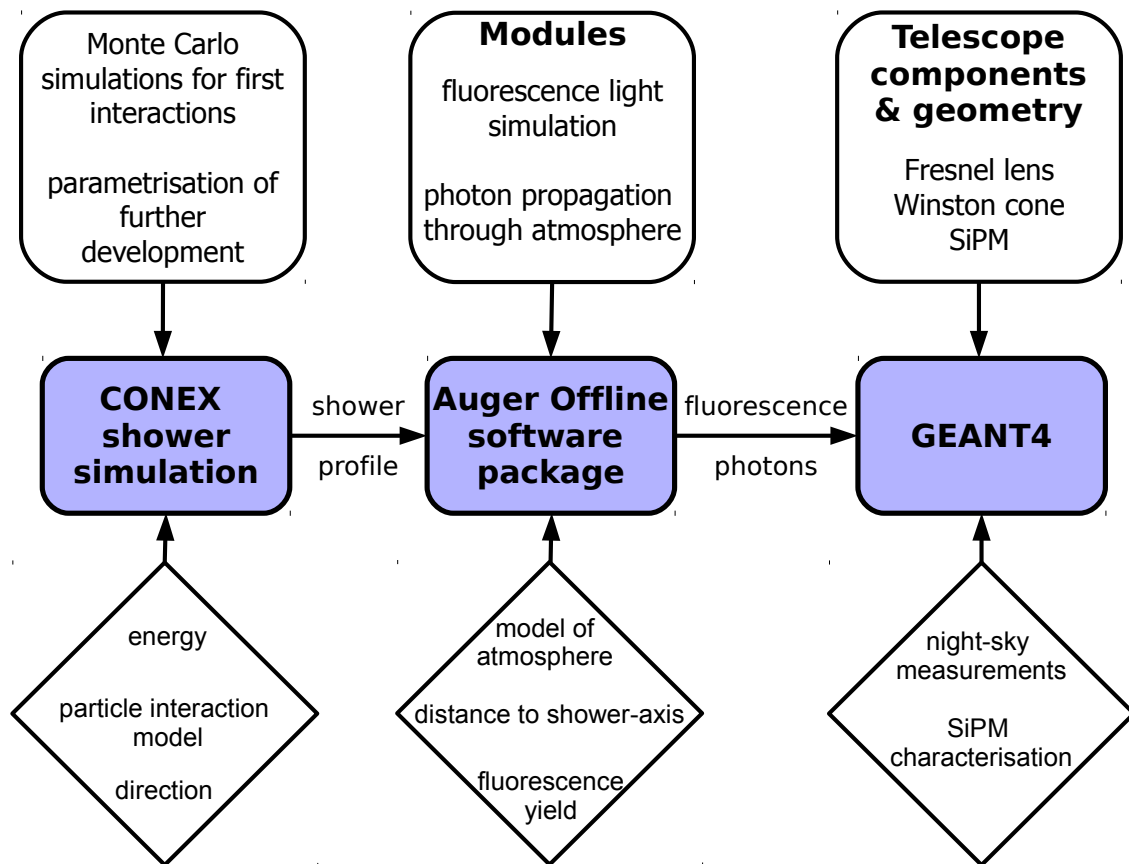 Monte Carlo
simulations for first
interactions
parametrisation of
further
development
Modules
fluorescence light
simulation
photon propagation
through atmosphere
Telescope
components
& geometry
Fresnel lens
Winston cone
SiPM
CONEX
shower
simulation
shower
profile
Auger Offline
software
package
fluorescence
photons
GEANT4
energy
particle interaction
model
direction
model of
atmosphere
distance to shower-axis
fluorescence
yield
night-sky
measurements
SiPM
characterisation